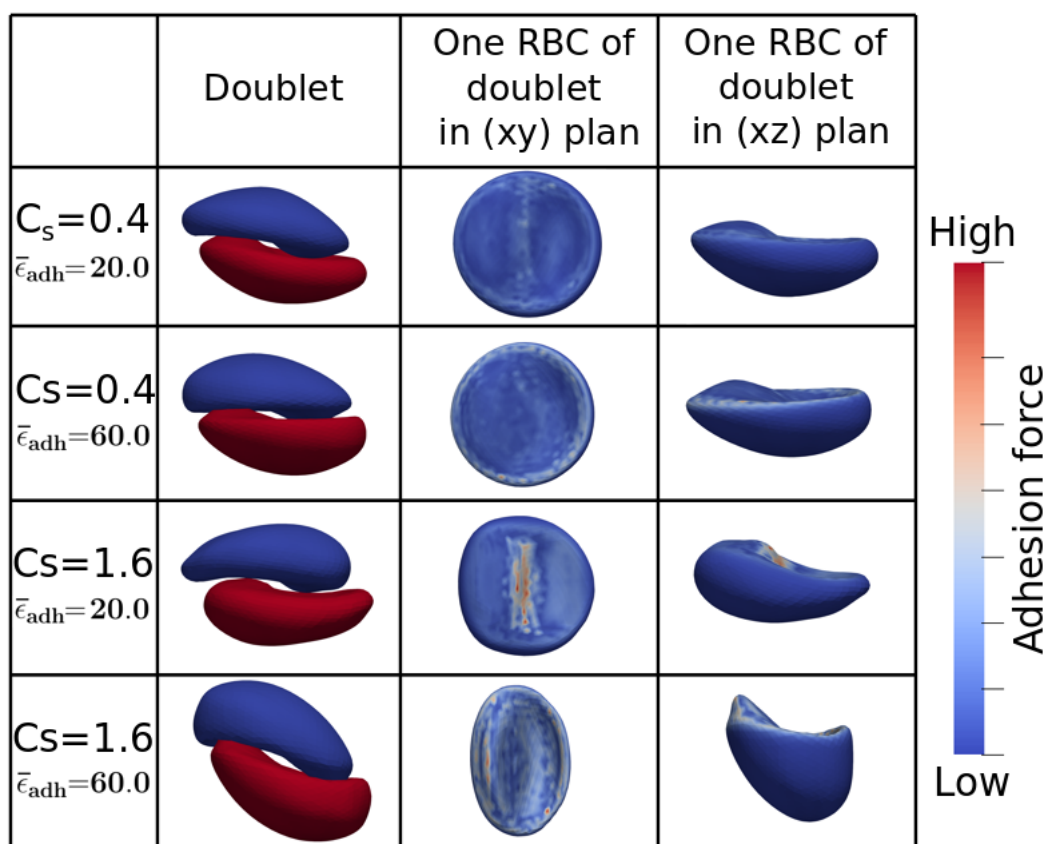 Doublet
One RBC of
doublet
in (xy) plan
One RBC of
doublet
in (xz) plan
Cₛ=0.4
ε̄ₐdₕ=20.0
Cs=0.4
ε̄ₐdₕ=60.0
Cs=1.6
ε̄ₐdₕ=20.0
Cs=1.6
ε̄ₐdₕ=60.0
High
Adhesion force
Low